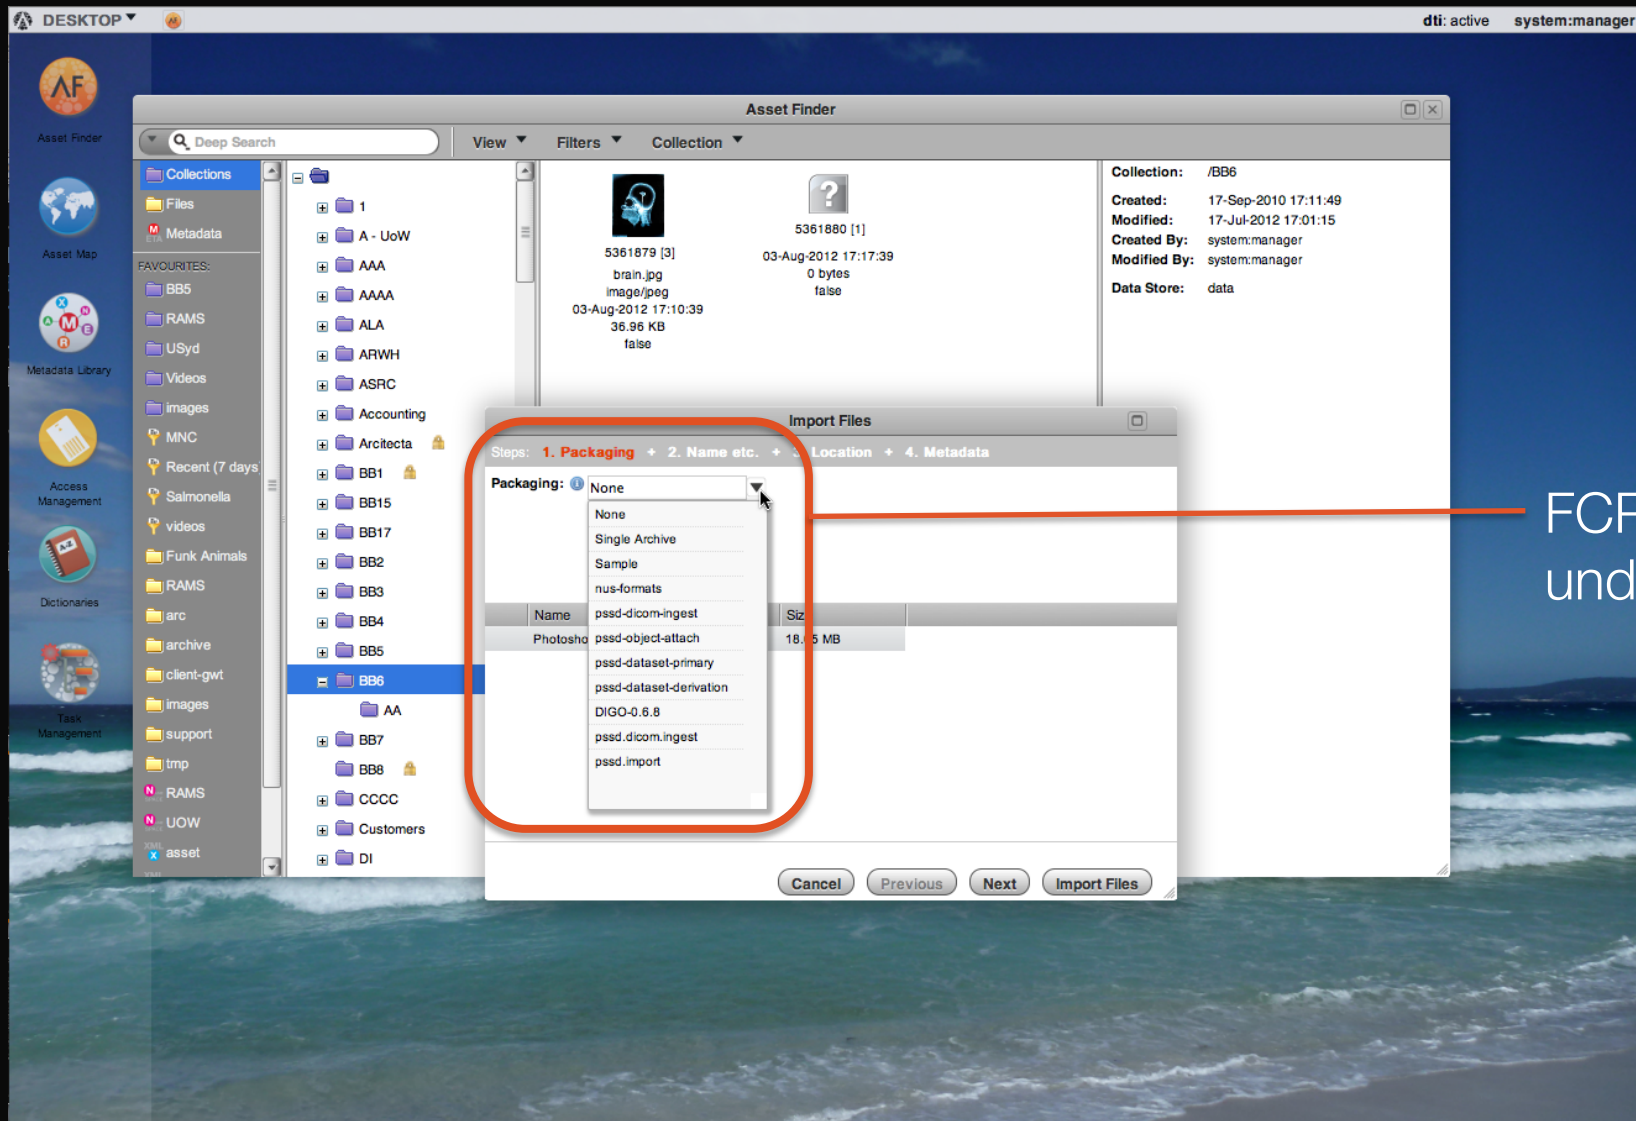 DESKTOP
dti: active system:manager
Asset Finder
Asset Map
Metadata Library
Access
Management
Dictionaries
Task
Management
Asset Finder
Deep Search
View
Filters
Collection
Collections
Files
Metadata
FAVOURITES:
BB5
RAMS
USyd
Videos
images
MNC
Recent (7 days
Salmonella
videos
Funk Animals
RAMS
arc
archive
client-gwt
images
support
tmp
RAMS
UOW
asset
1
A - UoW
AAA
AAAA
ALA
ARWH
ASRC
Accounting
Arcitecta
BB1
BB15
BB17
BB2
BB3
BB4
BB5
BB6
AA
BB7
BB8
CCCC
Customers
DI
5361879 [3]
brain.jpg
image/jpeg
03-Aug-2012 17:10:39
36.96 KB
false
?
5361880 [1]
03-Aug-2012 17:17:39
0 bytes
false
Collection: /BB6
Created: 17-Sep-2010 17:11:49
Modified: 17-Jul-2012 17:01:15
Created By: system:manager
Modified By: system:manager
Data Store: data
Import Files
Steps: 1. Packaging + 2. Name etc. + Location + 4. Metadata
Packaging: None
None
Single Archive
Sample
nus-formats
pssd-dicom-ingest
pssd-object-attach
pssd-dataset-primary
pssd-dataset-derivation
DIGO-0.6.8
pssd.dicom.ingest
pssd.import
Name
Photosho
MB
Cancel
Previous
Next
Import Files
und